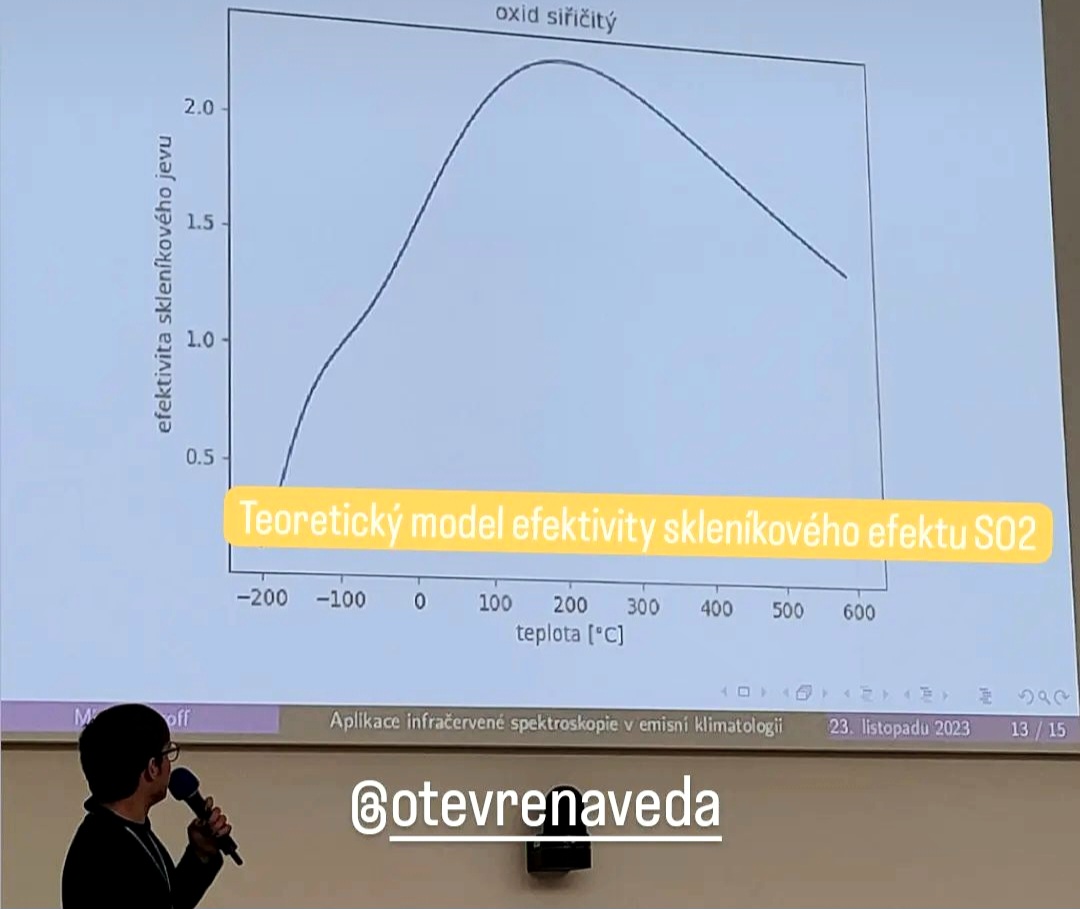 oxid siřičitý
efektivita skleníkového jevu
2.0
1.5
1.0
0.5
Teoretický model efektivity skleníkového efektu SO2
−200 −100 0 100 200 300 400 500 600
teplota [°C]
Aplikace infračervené spektroskopie v emisní klimatologii 23. listopadu 2023 13 / 15
@otevrenaveda